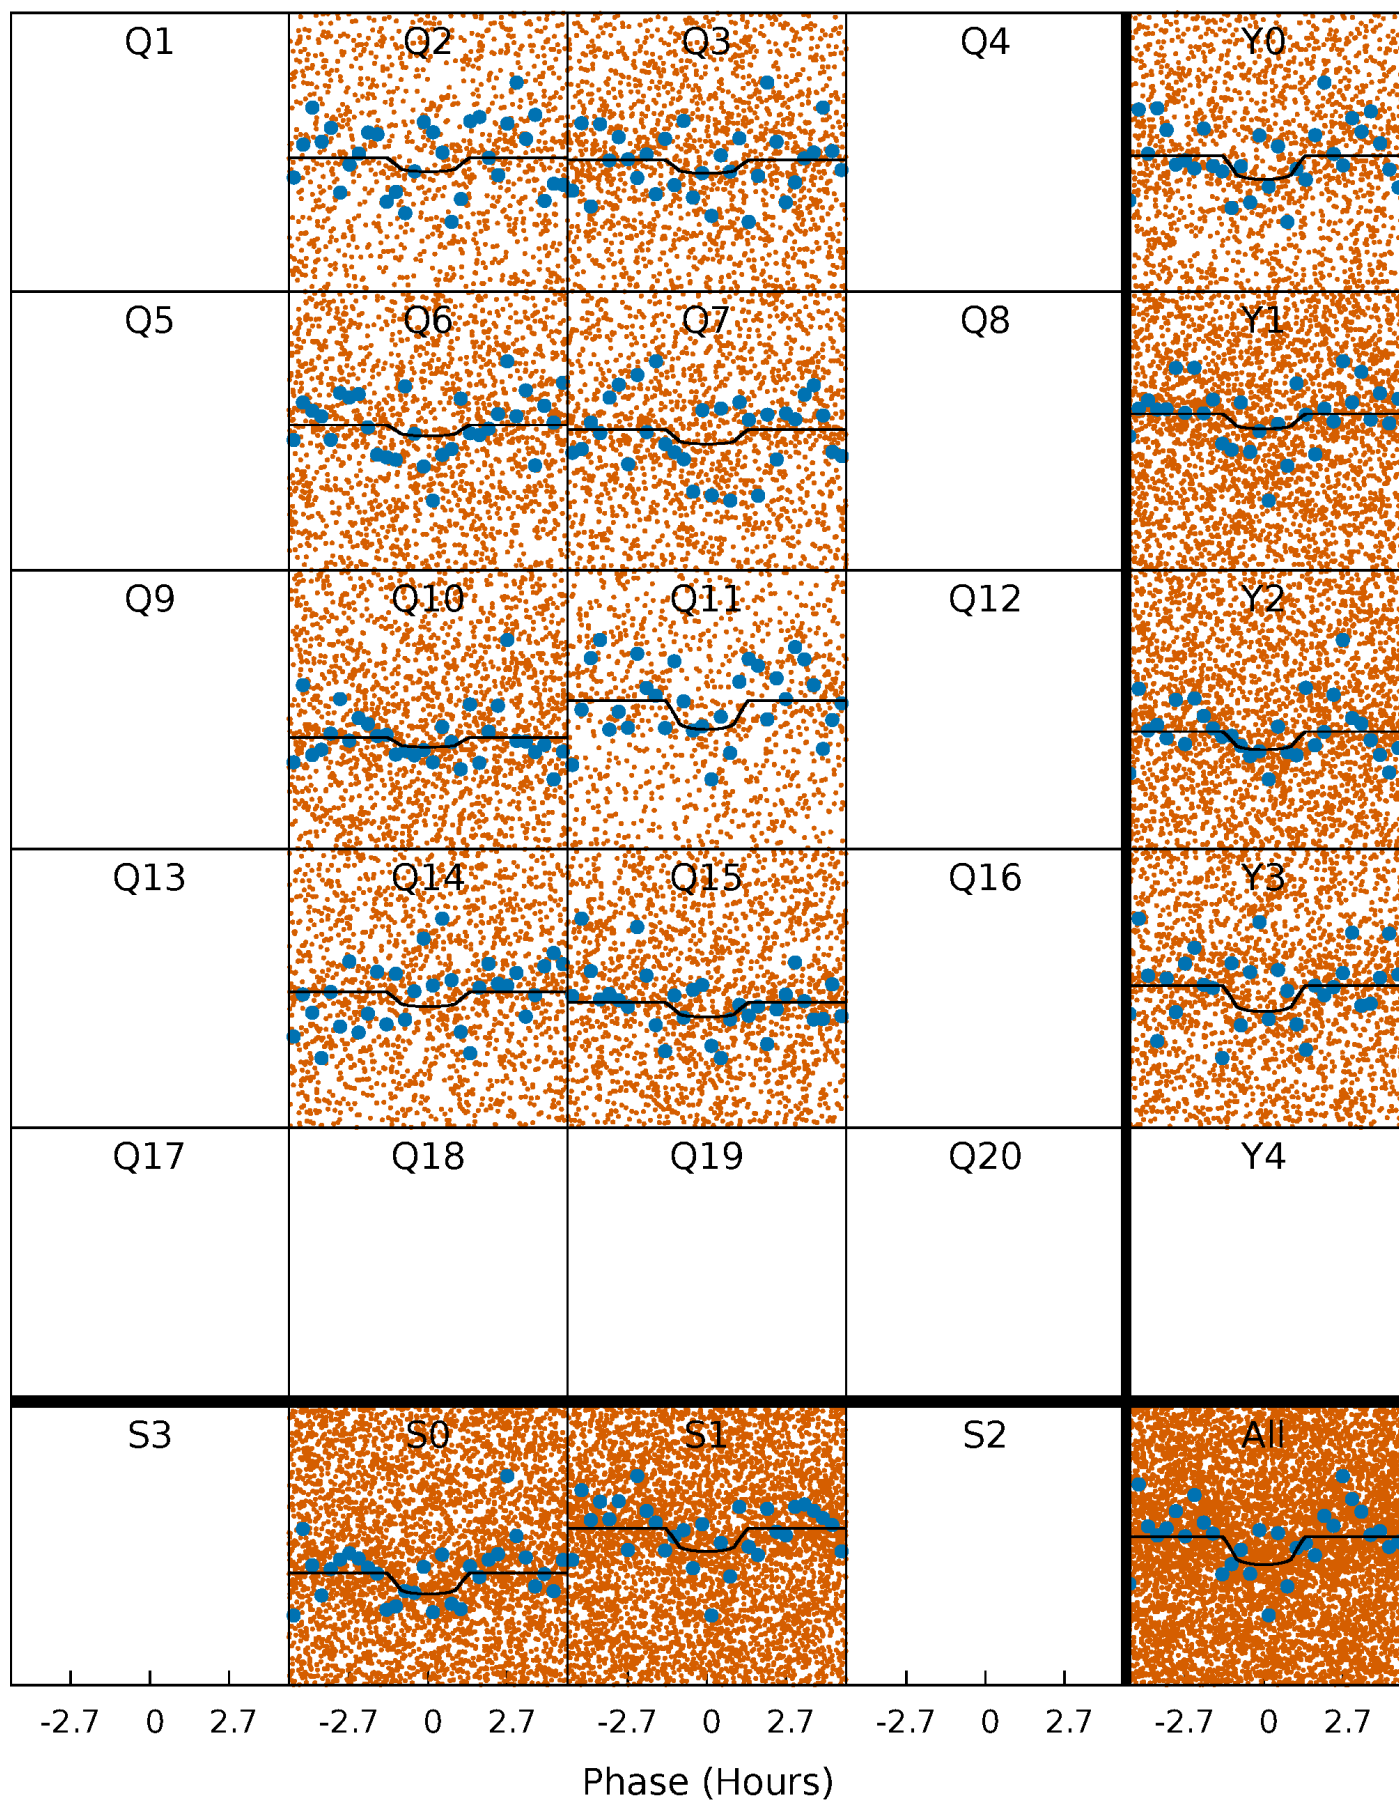 Q1 Q2 Q3 Q4 Y0
Q5 Q6 Q7 Q8 Y1
Q9 Q10 Q11 Q12 Y2
Q13 Q14 Q15 Q16 Y3
Q17 Q18 Q19 Q20 Y4
S3 S0 S1 S2 All
-2.7 0 2.7 -2.7 0 2.7 -2.7 0 2.7 -2.7 0 2.7 -2.7 0 2.7
Phase (Hours)